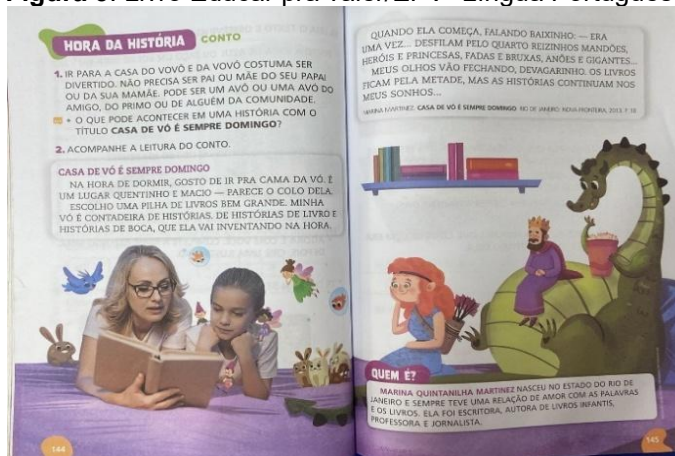 Figura 3: Livro Educar pra Valer/EF1- Língua Portuguesa
HORA DA HISTÓRIA CONTO
1. IR PARA A CASA DO VOVÔ E DA VOVÓ COSTUMA SER
DIVERTIDO. NÃO PRECISA SER PAI OU MÃE DO SEU PAPAI
OU DA SUA MAMÃE. PODE SER UM AVÔ OU UMA AVÓ DO
AMIGO, DO PRIMO OU DE ALGUÉM DA COMUNIDADE.
• O QUE PODE ACONTECER EM UMA HISTÓRIA COM O
TÍTULO CASA DE VÓ É SEMPRE DOMINGO?
2. ACOMPANHE A LEITURA DO CONTO.
CASA DE VÓ É SEMPRE DOMINGO
NA HORA DE DORMIR, GOSTO DE IR PRA CAMA DA VÓ. É
UM LUGAR QUENTINHO E MACIO — PARECE O COLO DELA.
ESCOLHO UMA PILHA DE LIVROS BEM GRANDE. MINHA
VÓ É CONTADEIRA DE HISTÓRIAS. DE HISTÓRIAS DE LIVRO E
HISTÓRIAS DE BOCA, QUE ELA VAI INVENTANDO NA HORA.
144
QUANDO ELA COMEÇA, FALANDO BAIXINHO: — ERA
UMA VEZ... DESFILAM PELO QUARTO REIZINHOS MANDÕES,
HERÓIS E PRINCESAS, FADAS E BRUXAS, ANÕES E GIGANTES...
MEUS OLHOS VÃO FECHANDO, DEVAGARINHO. OS LIVROS
FICAM PELA METADE, MAS AS HISTÓRIAS CONTINUAM NOS
MEUS SONHOS...
MARINA MARTINEZ. CASA DE VÓ É SEMPRE DOMINGO. RIO DE JANEIRO: NOVA FRONTEIRA, 2013. P.
QUEM É?
MARINA QUINTANILHA MARTINEZ NASCEU NO ESTADO DO RIO DE
JANEIRO E SEMPRE TEVE UMA RELAÇÃO DE AMOR COM AS PALAVRAS
E OS LIVROS. ELA FOI ESCRITORA, AUTORA DE LIVROS INFANTIS,
PROFESSORA E JORNALISTA.
145